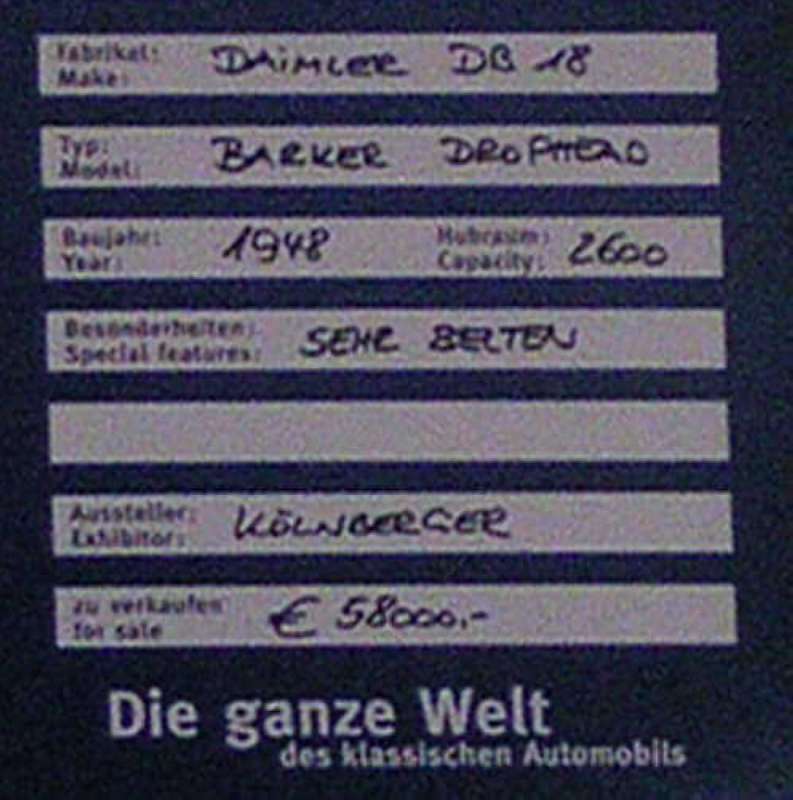 Fabrikat: DAIMLER DB 18
Make:
Typ: BARKER DROPHEAD
Model:
Baujahr: 1948 Hubraum: 2600
Year: Capacity:
Besonderheiten: SEHR SELTEN
Special features:
Aussteller: KÖLNBERGER
Exhibitor:
zu verkaufen € 58000.-
for sale
Die ganze Welt
des klassischen Automobils